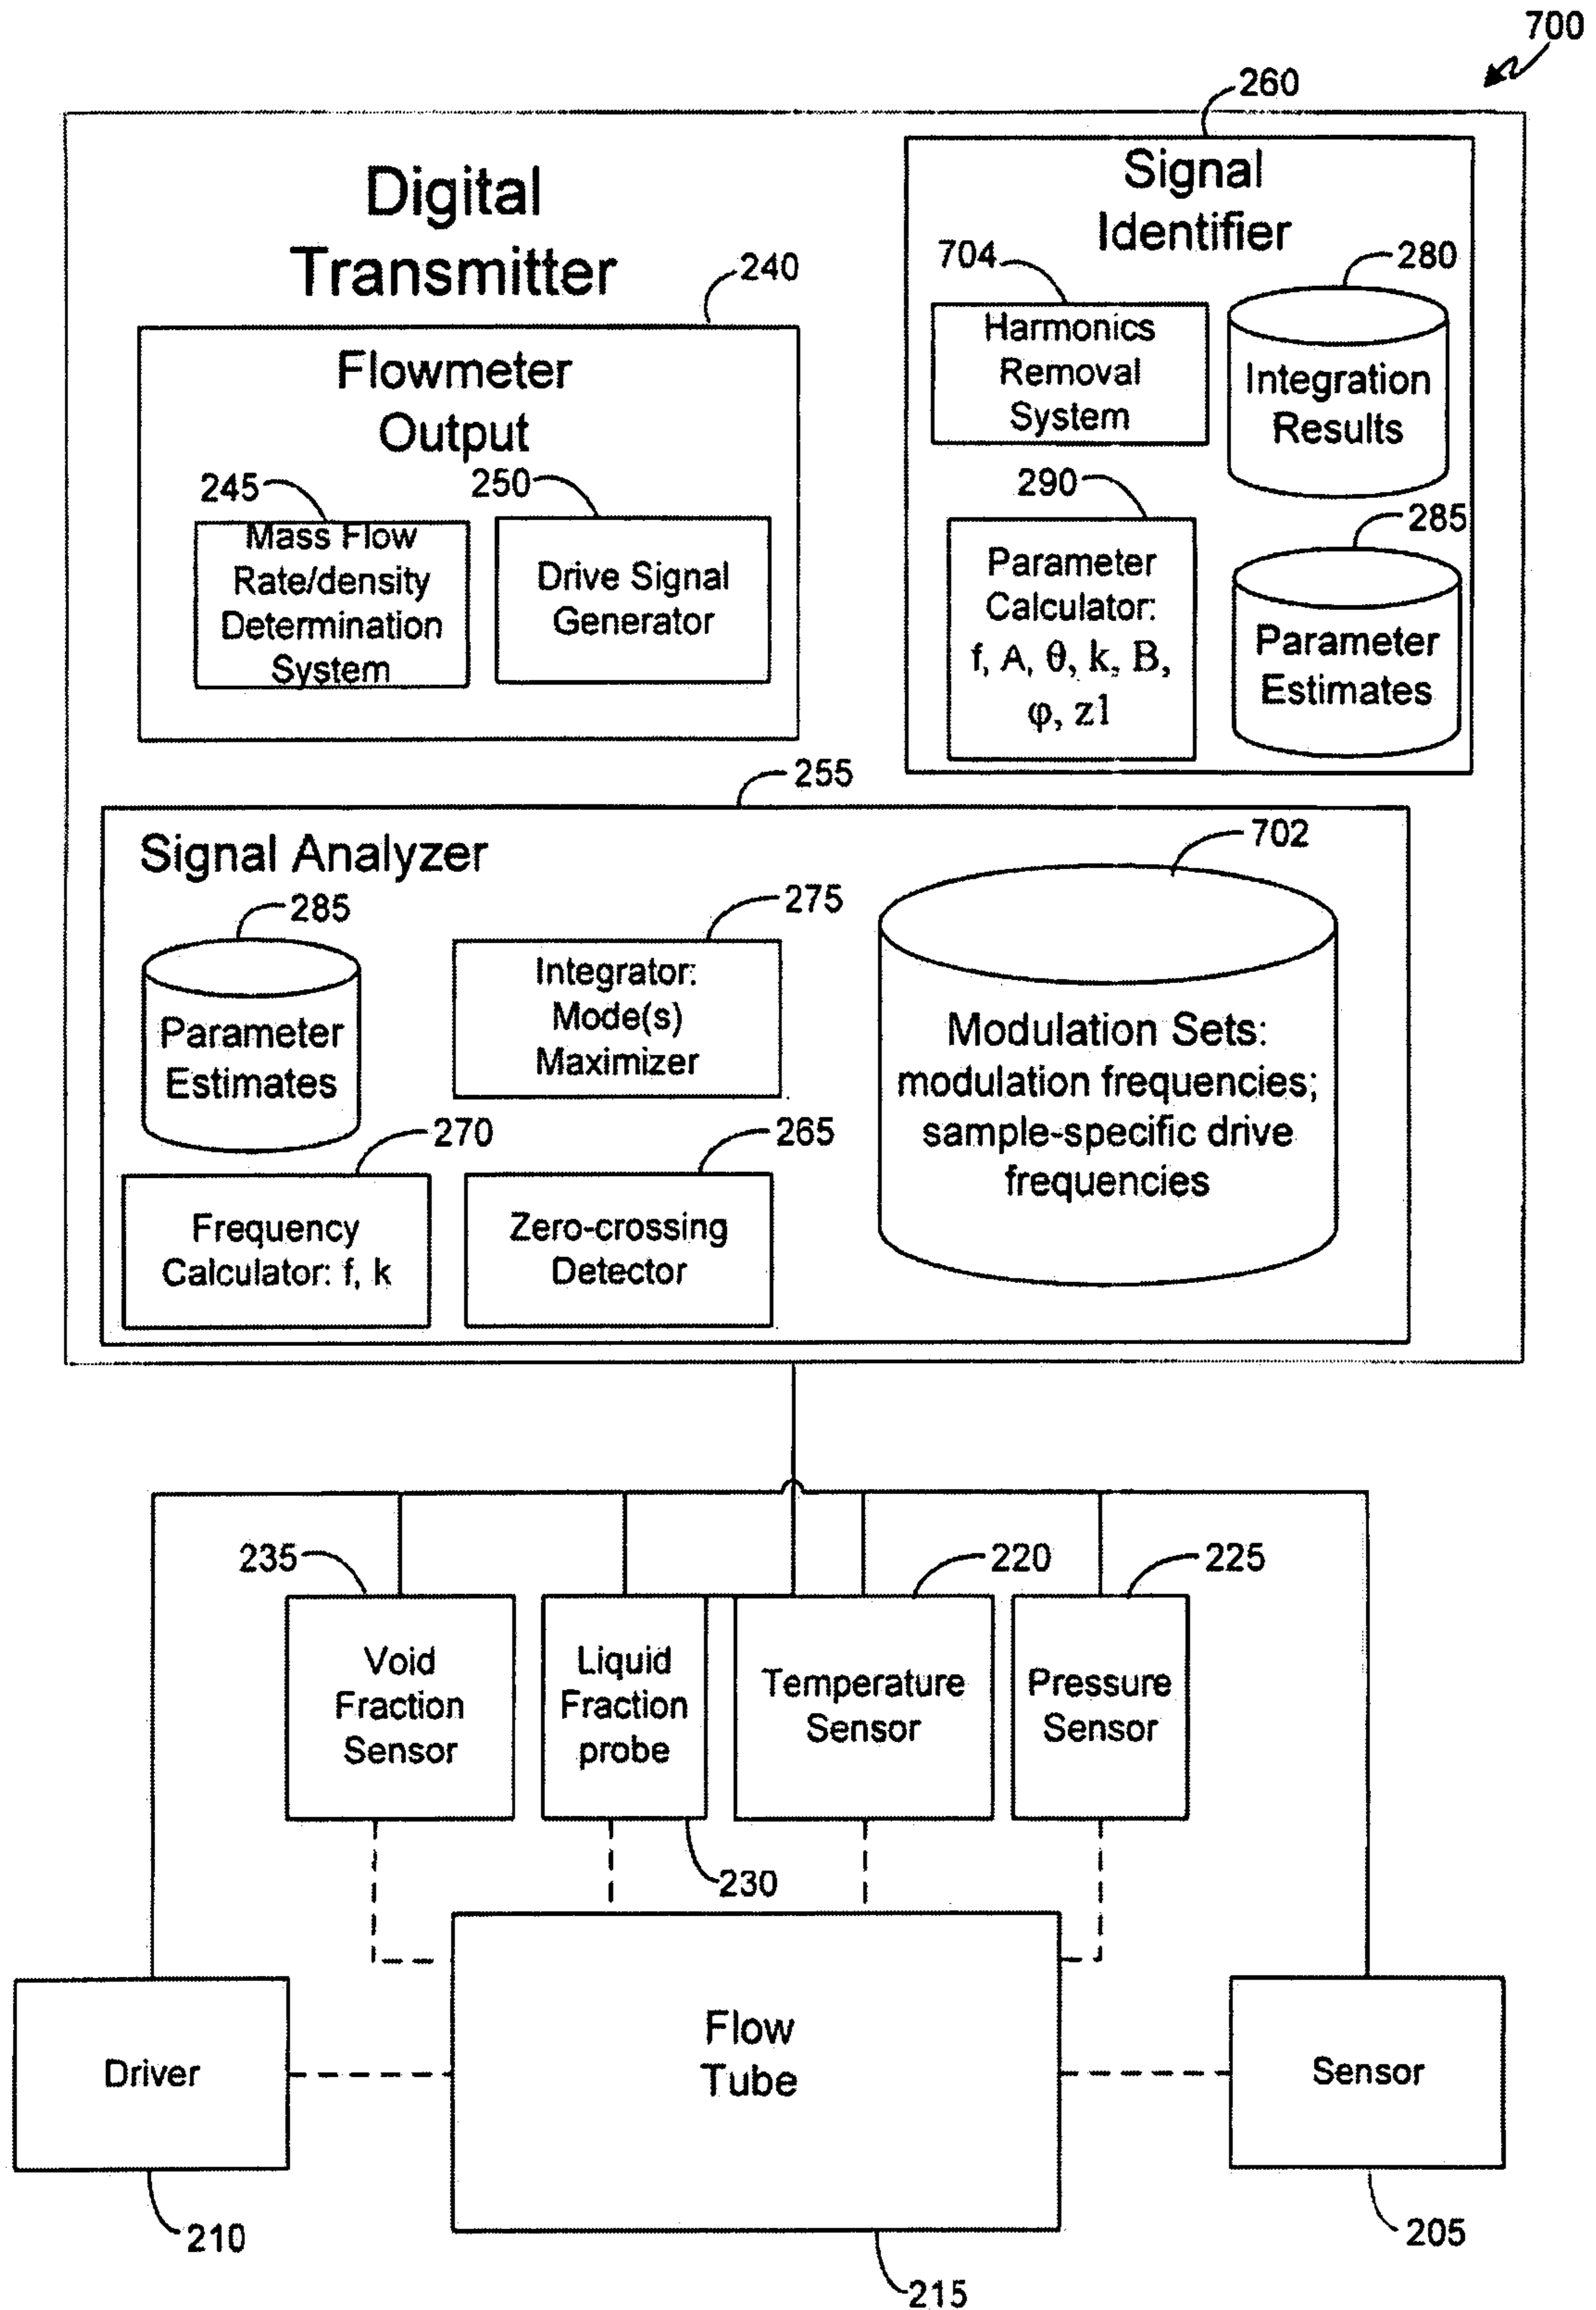 700
260
Digital
Transmitter
Signal
Identifier
240
704
280
Flowmeter
Output
Harmonics
Removal
System
Integration
Results
245
250
290
285
Mass Flow
Rate/density
Determination
System
Drive Signal
Generator
Parameter
Calculator:
f, A, θ, k, B,
φ, z1
Parameter
Estimates
255
Signal Analyzer
702
285
275
Parameter
Estimates
Integrator:
Mode(s)
Maximizer
Modulation Sets:
modulation frequencies;
sample-specific drive
frequencies
270
265
Frequency
Calculator: f, k
Zero-crossing
Detector
235
220
225
Void
Fraction
Sensor
Liquid
Fraction
probe
Temperature
Sensor
Pressure
Sensor
230
Driver
Flow
Tube
Sensor
210
215
205